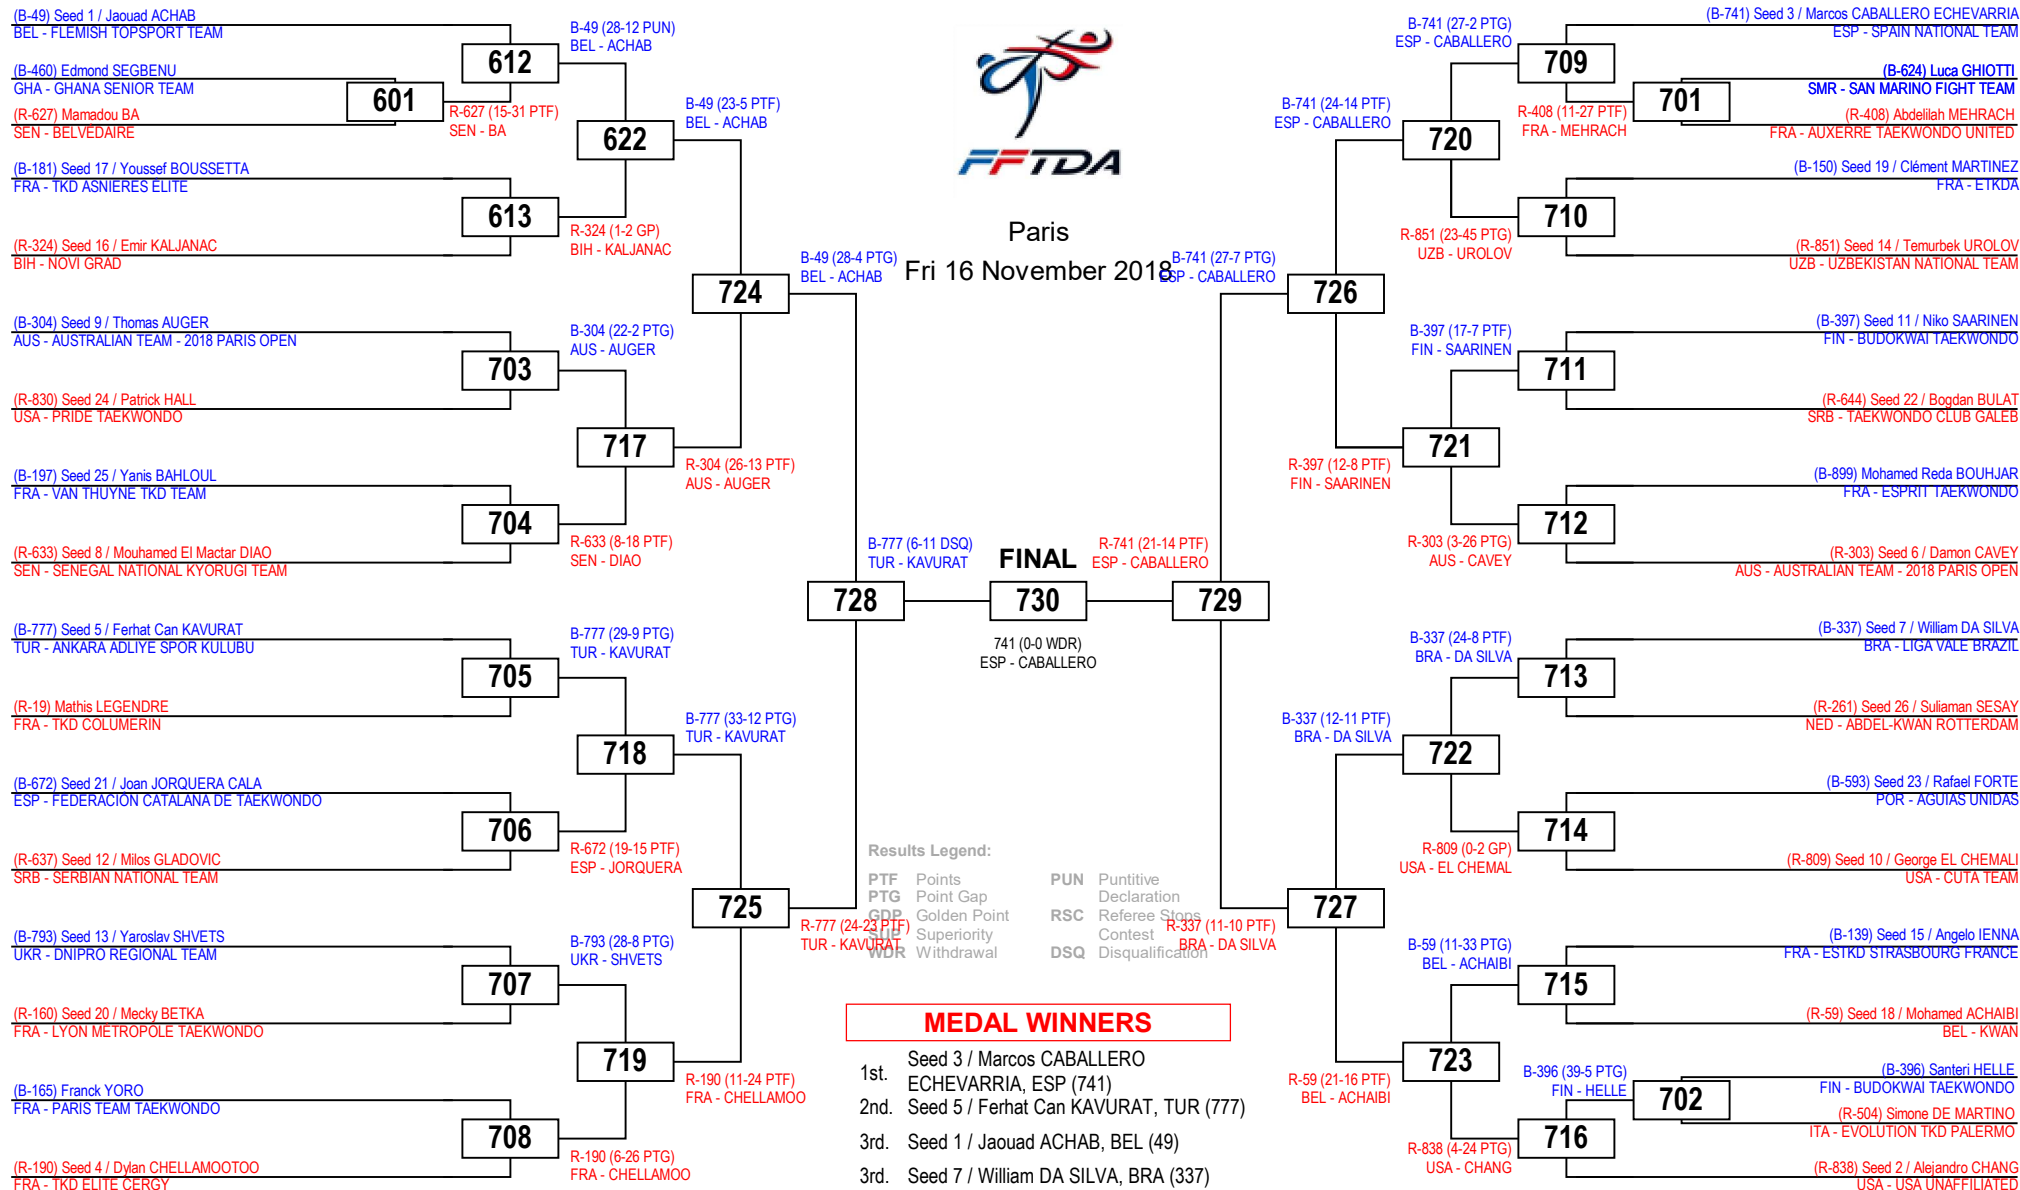 (B-49) Seed 1 / Jaouad ACHAB
BEL - FLEMISH TOPSPORT TEAM
(B-460) Edmond SEGBENU
GHA - GHANA SENIOR TEAM
(R-627) Mamadou BA
SEN - BELVÉDAIRE
(B-181) Seed 17 / Youssef BOUSSETTA
FRA - TKD ASNIERES ÉLITE
(R-324) Seed 16 / Emir KALJANAC
BIH - NOVI GRAD
(B-304) Seed 9 / Thomas AUGER
AUS - AUSTRALIAN TEAM - 2018 PARIS OPEN
(R-830) Seed 24 / Patrick HALL
USA - PRIDE TAEKWONDO
(B-197) Seed 25 / Yanis BAHLOUL
FRA - VAN THUYNE TKD TEAM
(R-633) Seed 8 / Mouhamed El Mactar DIAO
SEN - SENEGAL NATIONAL KYORUGI TEAM
(B-777) Seed 5 / Ferhat Can KAVURAT
TUR - ANKARA ADLIYE SPOR KULUBU
(R-19) Mathis LEGENDRE
FRA - TKD COLUMERIN
(B-672) Seed 21 / Joan JORQUERA CALA
ESP - FEDERACIÓN CATALANA DE TAEKWONDO
(R-637) Seed 12 / Milos GLADOVIC
SRB - SERBIAN NATIONAL TEAM
(B-793) Seed 13 / Yaroslav SHVETS
UKR - DNIPRO REGIONAL TEAM
(R-160) Seed 20 / Mecky BETKA
FRA - LYON MÉTROPOLE TAEKWONDO
(B-165) Franck YORO
FRA - PARIS TEAM TAEKWONDO
(R-190) Seed 4 / Dylan CHELLAMOOTOO
FRA - TKD ELITE CERGY
601
R-627 (15-31 PTF)
SEN - BA
612
613
703
704
705
706
707
708
B-49 (28-12 PUN)
BEL - ACHAB
R-324 (1-2 GP)
BIH - KALJANAC
B-304 (22-2 PTG)
AUS - AUGER
R-633 (8-18 PTF)
SEN - DIAO
B-777 (29-9 PTG)
TUR - KAVURAT
R-672 (19-15 PTF)
ESP - JORQUERA
B-793 (28-8 PTG)
UKR - SHVETS
R-190 (6-26 PTG)
FRA - CHELLAMOO
622
717
718
719
B-49 (23-5 PTF)
BEL - ACHAB
R-304 (26-13 PTF)
AUS - AUGER
B-777 (33-12 PTG)
TUR - KAVURAT
R-190 (11-24 PTF)
FRA - CHELLAMOO
724
725
B-49 (28-4 PTG)
BEL - ACHAB
R-777 (24-23 PTF)
TUR - KAVURAT
728
B-777 (6-11 DSQ)
TUR - KAVURAT
FFTDA
Paris
Fri 16 November 2018
FINAL
730
741 (0-0 WDR)
ESP - CABALLERO
Results Legend:
PTF Points
PTG Point Gap
GDP Golden Point
SUP Superiority
WDR Withdrawal
PUN Puntitive
Declaration
RSC Referee Stops
Contest
DSQ Disqualification
MEDAL WINNERS
1st. Seed 3 / Marcos CABALLERO
ECHEVARRIA, ESP (741)
2nd. Seed 5 / Ferhat Can KAVURAT, TUR (777)
3rd. Seed 1 / Jaouad ACHAB, BEL (49)
3rd. Seed 7 / William DA SILVA, BRA (337)
R-741 (21-14 PTF)
ESP - CABALLERO
729
B-741 (27-7 PTG)
ESP - CABALLERO
R-337 (11-10 PTF)
BRA - DA SILVA
726
727
B-741 (24-14 PTF)
ESP - CABALLERO
R-397 (12-8 PTF)
FIN - SAARINEN
B-337 (12-11 PTF)
BRA - DA SILVA
R-59 (21-16 PTF)
BEL - ACHAIBI
720
721
722
723
B-741 (27-2 PTG)
ESP - CABALLERO
R-851 (23-45 PTG)
UZB - UROLOV
B-397 (17-7 PTF)
FIN - SAARINEN
R-303 (3-26 PTG)
AUS - CAVEY
B-337 (24-8 PTF)
BRA - DA SILVA
R-809 (0-2 GP)
USA - EL CHEMAL
B-59 (11-33 PTG)
BEL - ACHAIBI
R-838 (4-24 PTG)
USA - CHANG
709
710
711
712
713
714
715
716
R-408 (11-27 PTF)
FRA - MEHRACH
701
B-396 (39-5 PTG)
FIN - HELLE
702
(B-741) Seed 3 / Marcos CABALLERO ECHEVARRIA
ESP - SPAIN NATIONAL TEAM
(B-624) Luca GHIOTTI
SMR - SAN MARINO FIGHT TEAM
(R-408) Abdelilah MEHRACH
FRA - AUXERRE TAEKWONDO UNITED
(B-150) Seed 19 / Clément MARTINEZ
FRA - ETKDA
(R-851) Seed 14 / Temurbek UROLOV
UZB - UZBEKISTAN NATIONAL TEAM
(B-397) Seed 11 / Niko SAARINEN
FIN - BUDOKWAI TAEKWONDO
(R-644) Seed 22 / Bogdan BULAT
SRB - TAEKWONDO CLUB GALEB
(B-899) Mohamed Reda BOUHJAR
FRA - ESPRIT TAEKWONDO
(R-303) Seed 6 / Damon CAVEY
AUS - AUSTRALIAN TEAM - 2018 PARIS OPEN
(B-337) Seed 7 / William DA SILVA
BRA - LIGA VALE BRAZIL
(R-261) Seed 26 / Suliaman SESAY
NED - ABDEL-KWAN ROTTERDAM
(B-593) Seed 23 / Rafael FORTE
POR - AGUIAS UNIDAS
(R-809) Seed 10 / George EL CHEMALI
USA - CUTA TEAM
(B-139) Seed 15 / Angelo IENNA
FRA - ESTKD STRASBOURG FRANCE
(R-59) Seed 18 / Mohamed ACHAIBI
BEL - KWAN
(B-396) Santeri HELLE
FIN - BUDOKWAI TAEKWONDO
(R-504) Simone DE MARTINO
ITA - EVOLUTION TKD PALERMO
(R-838) Seed 2 / Alejandro CHANG
USA - USA UNAFFILIATED